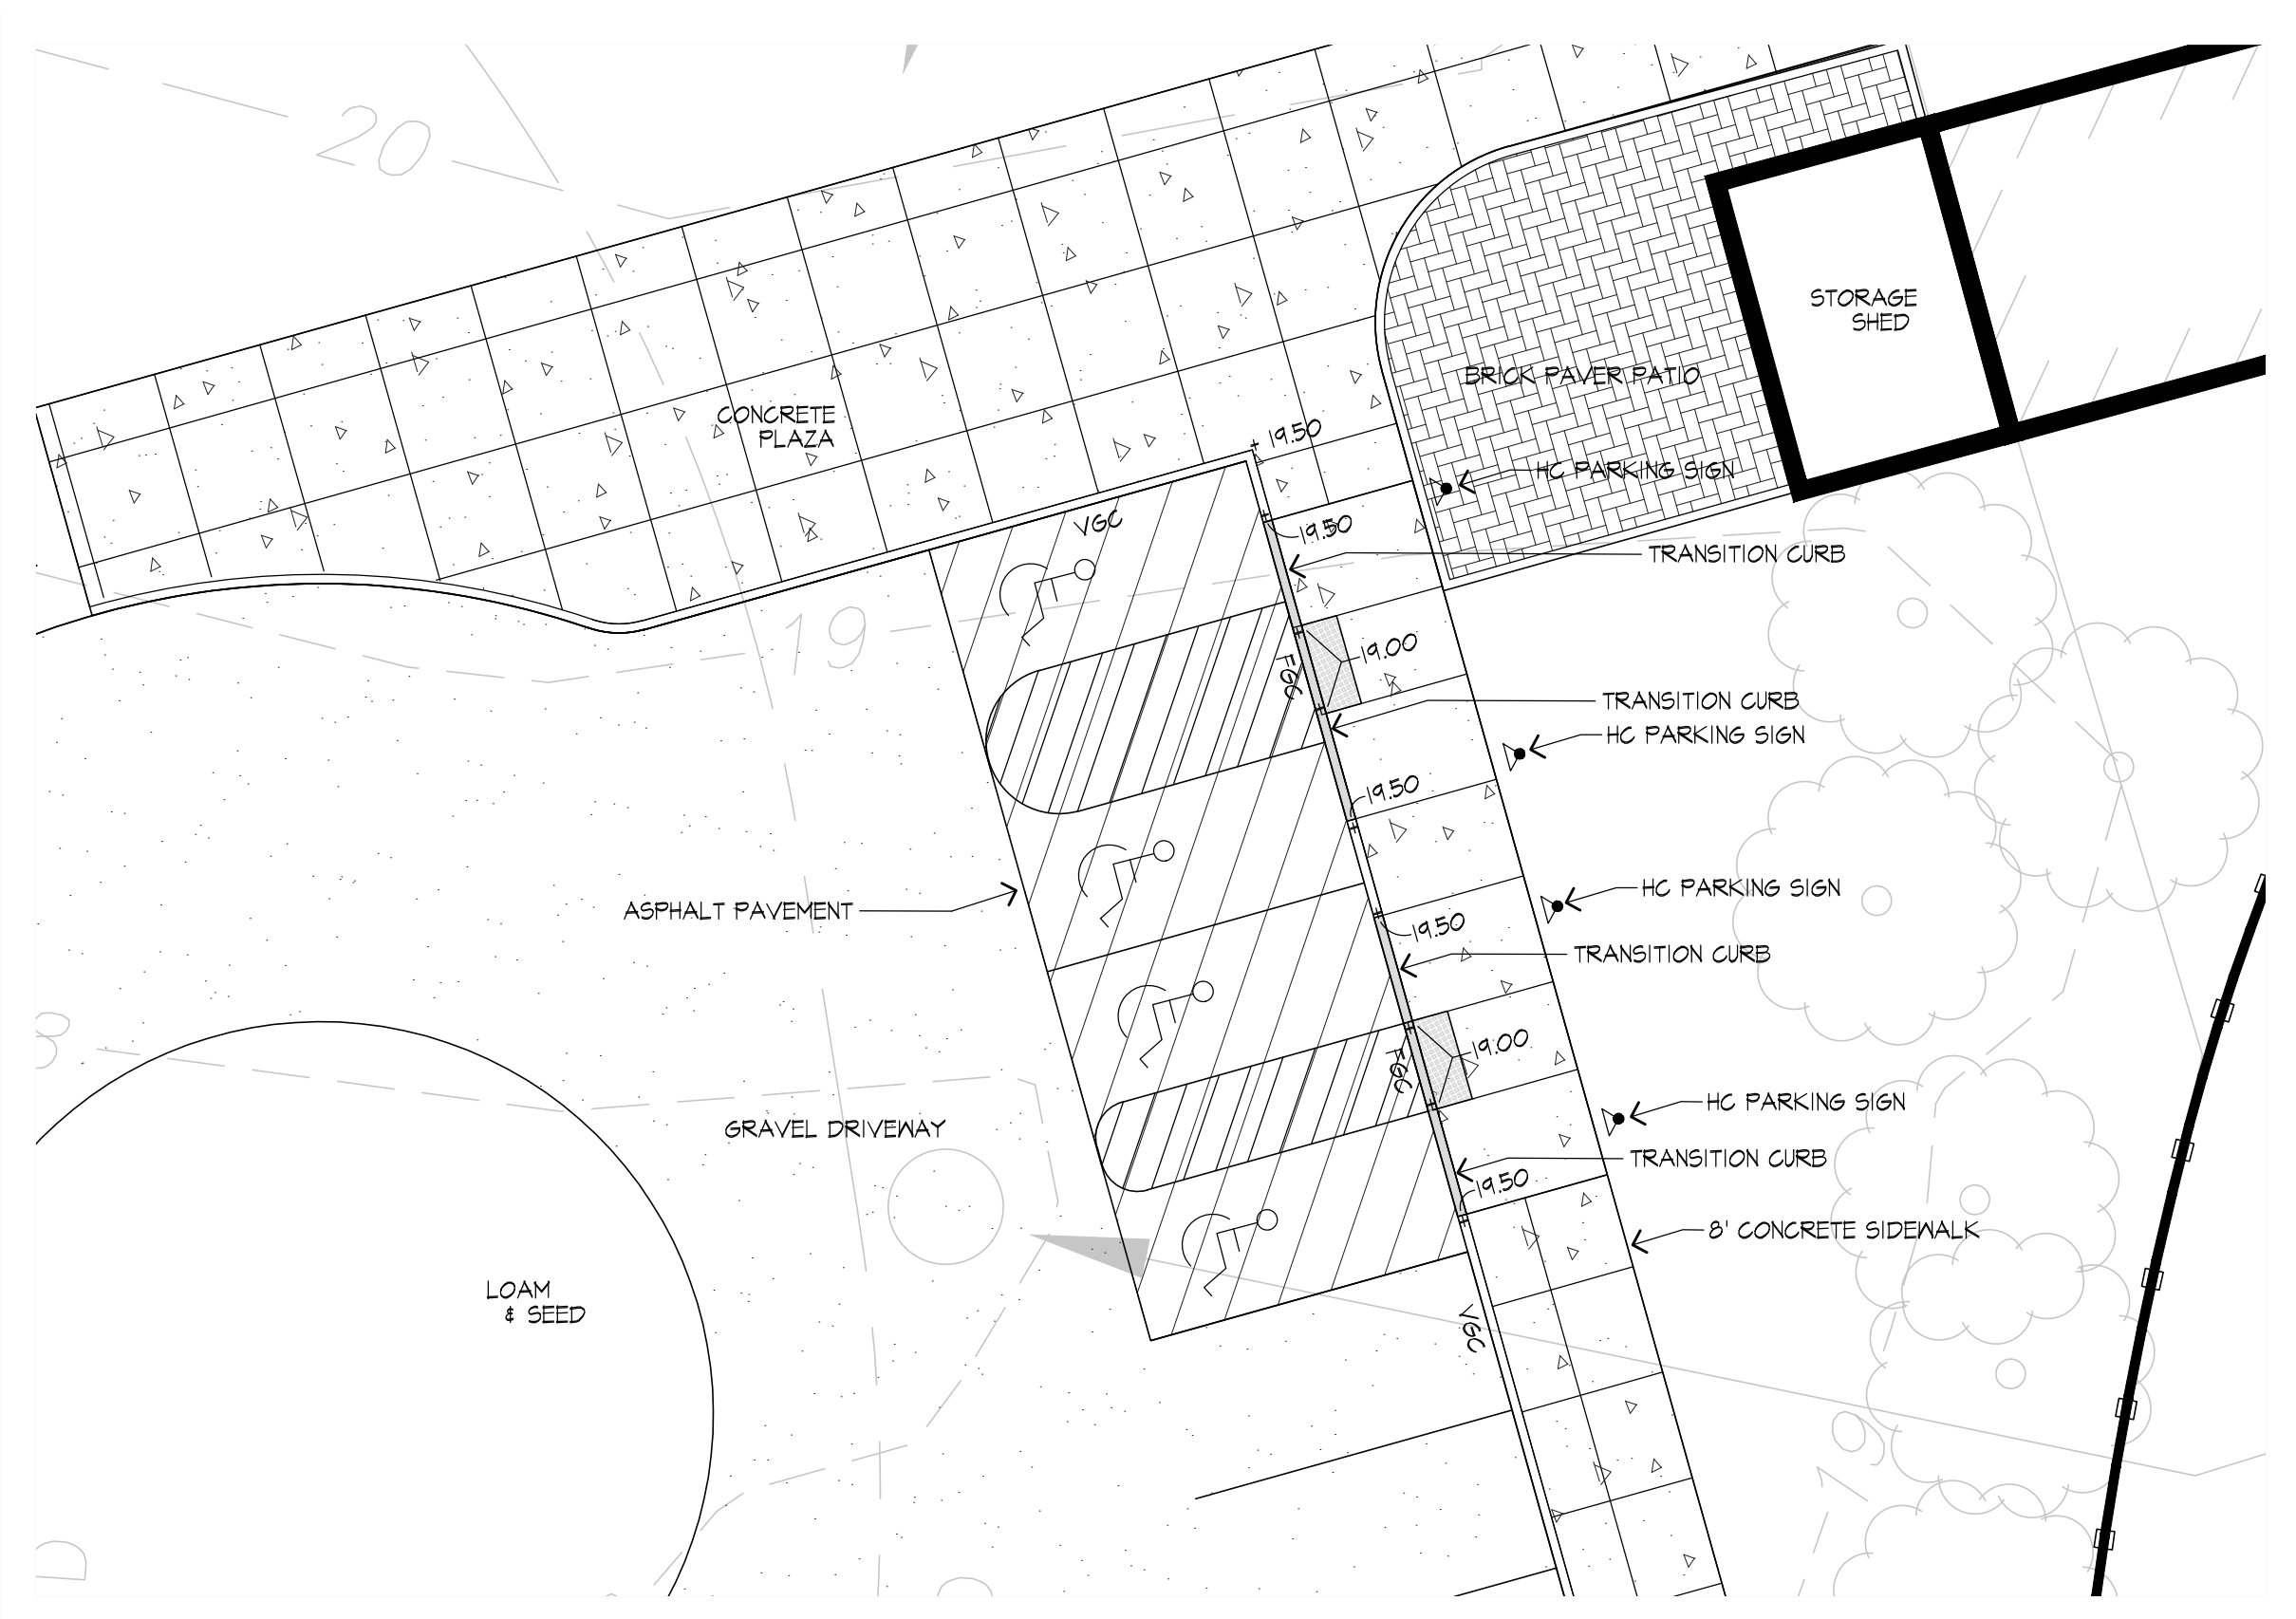 20
STORAGE
SHED
BRICK PAVER PATIO
CONCRETE
PLAZA
19.50
HC PARKING SIGN
VGC
19.50
TRANSITION CURB
19
19.00
FGC
TRANSITION CURB
HC PARKING SIGN
19.50
HC PARKING SIGN
ASPHALT PAVEMENT
19.50
TRANSITION CURB
19.00
FGC
HC PARKING SIGN
GRAVEL DRIVEWAY
TRANSITION CURB
19.50
8' CONCRETE SIDEWALK
LOAM
& SEED
VGC
19